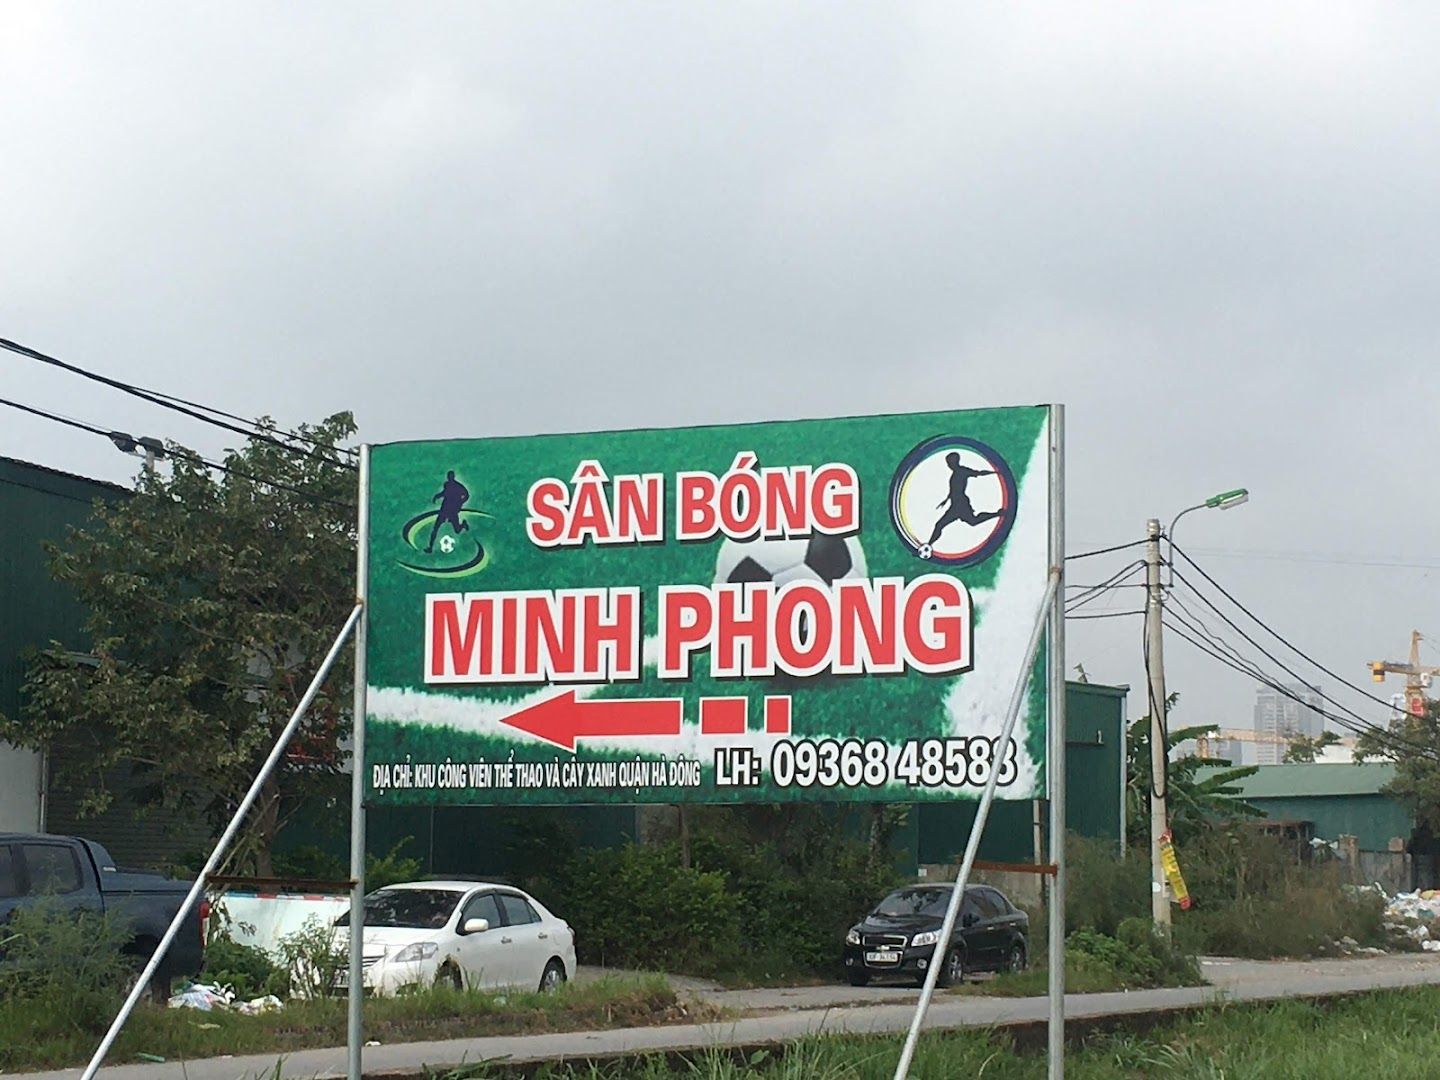 SÂN BÓNG
MINH PHONG
ĐỊA CHỈ: KHU CÔNG VIÊN THỂ THAO VÀ CÂY XANH QUẬN HÀ ĐÔNG
LH: 09368 48588